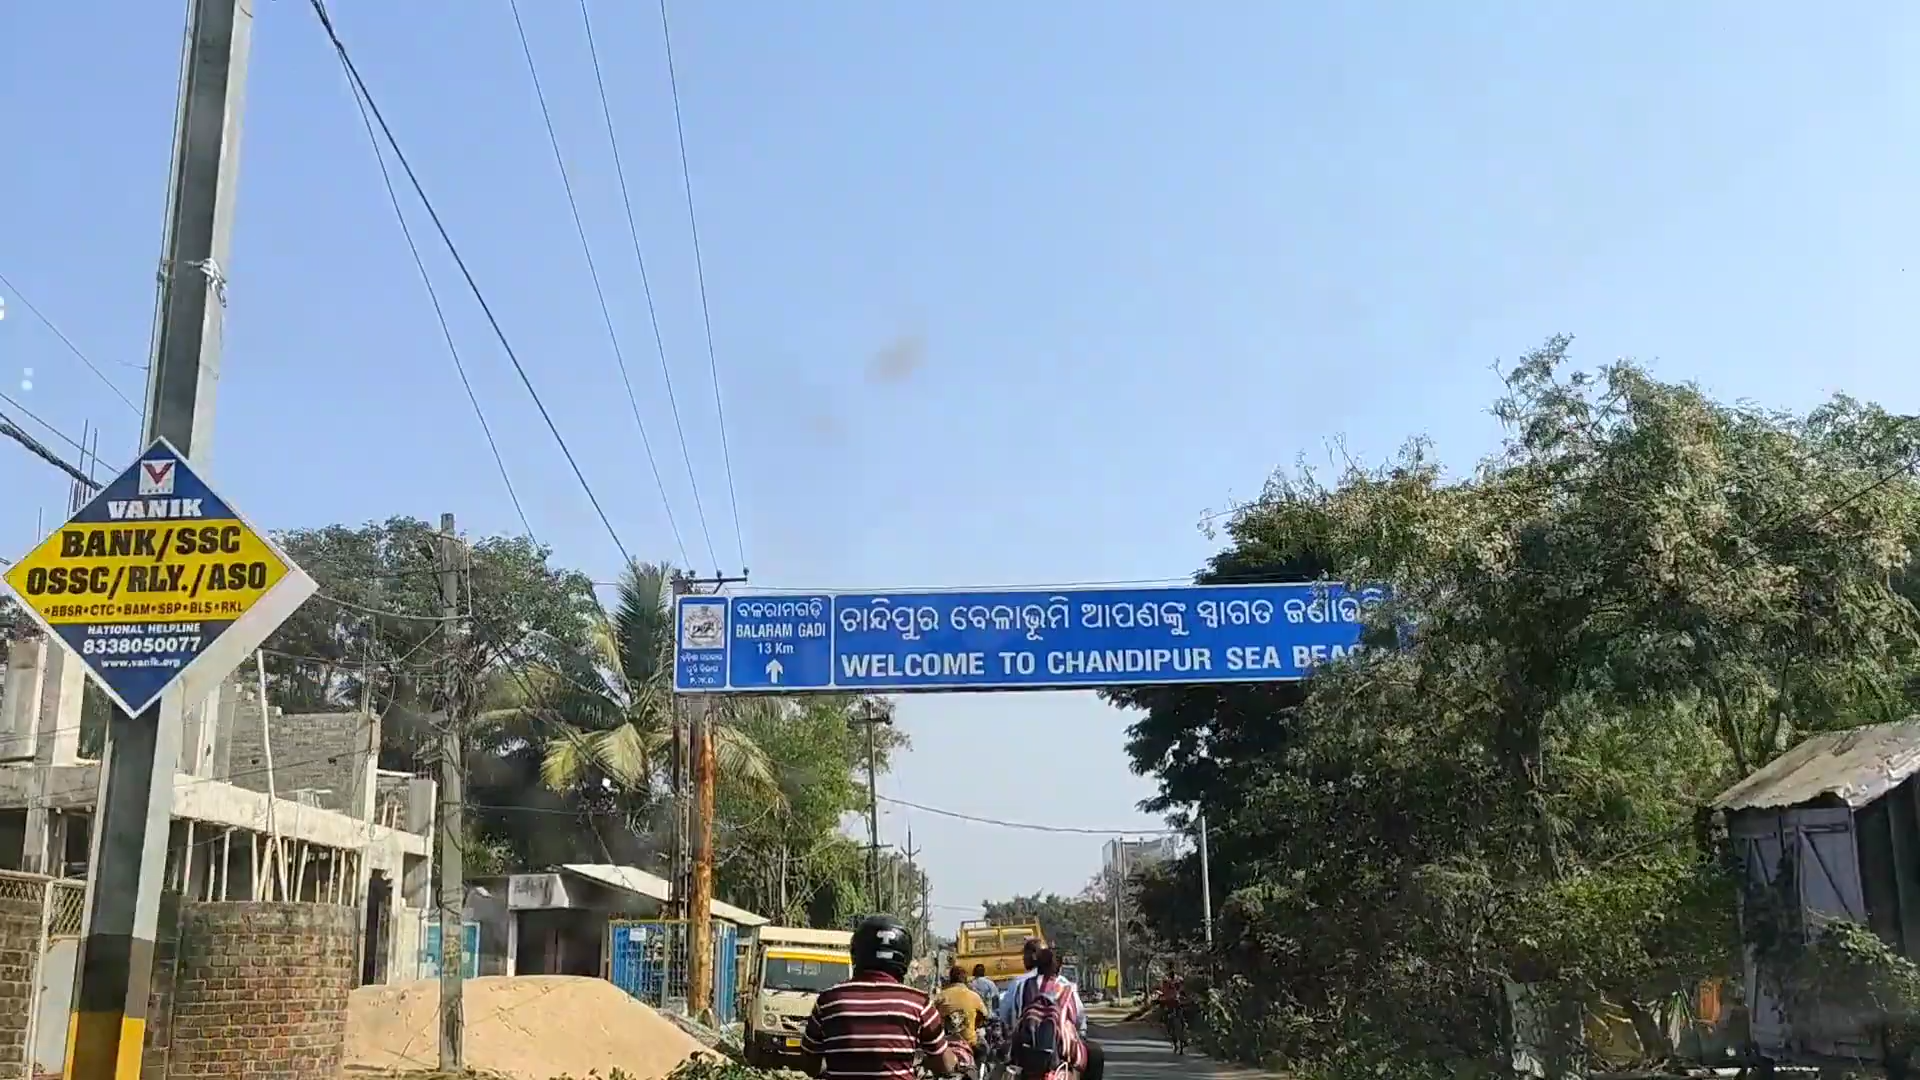 VANIK
BANK/SSC
OSSC/RLY./ASO
•BBSR•CTC•BAM•SBP•BLS•RKL
NATIONAL HELPLINE
8338050077
www.vanik.org
ବଳରାମଗଡ଼ି
BALARAM GADI
13 Km
ଚାନ୍ଦିପୁର ବେଳାଭୂମି ଆପଣଙ୍କୁ ସ୍ୱାଗତ
WELCOME TO CHANDIPUR SEA